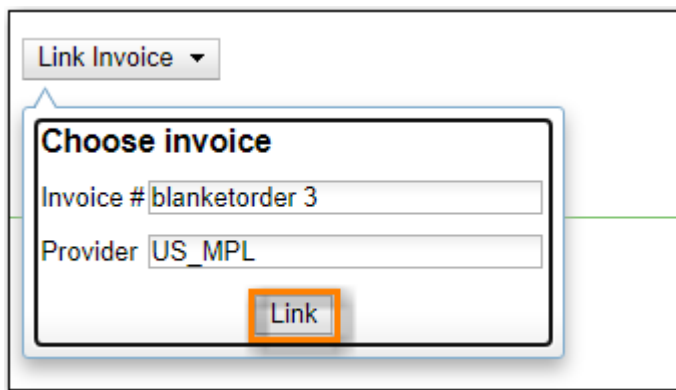 Link Invoice
Choose invoice
Invoice # blanketorder 3
Provider US_MPL
Link